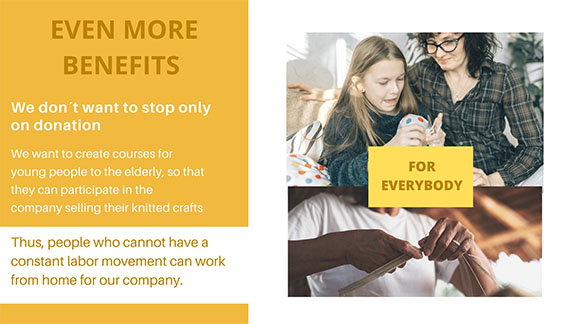 EVEN MORE
BENEFITS
We don´t want to stop only
on donation
We want to create courses for
young people to the elderly, so that
they can participate in the
company selling their knitted crafts
Thus, people who cannot have a
constant labor movement can work
from home for our company.
FOR
EVERYBODY